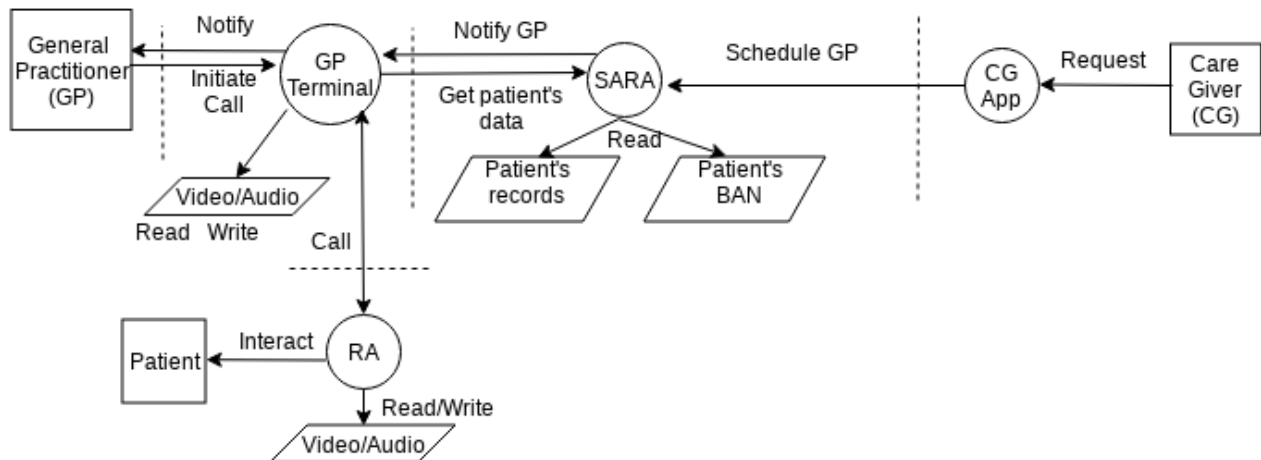 General
Practitioner
(GP)
Notify
Initiate
Call
GP
Terminal
Notify GP
Get patient's
data
SARA
Schedule GP
CG
App
Request
Care
Giver
(CG)
Video/Audio
Read Write
Read
Patient's
records
Patient's
BAN
Call
Patient
Interact
RA
Read/Write
Video/Audio